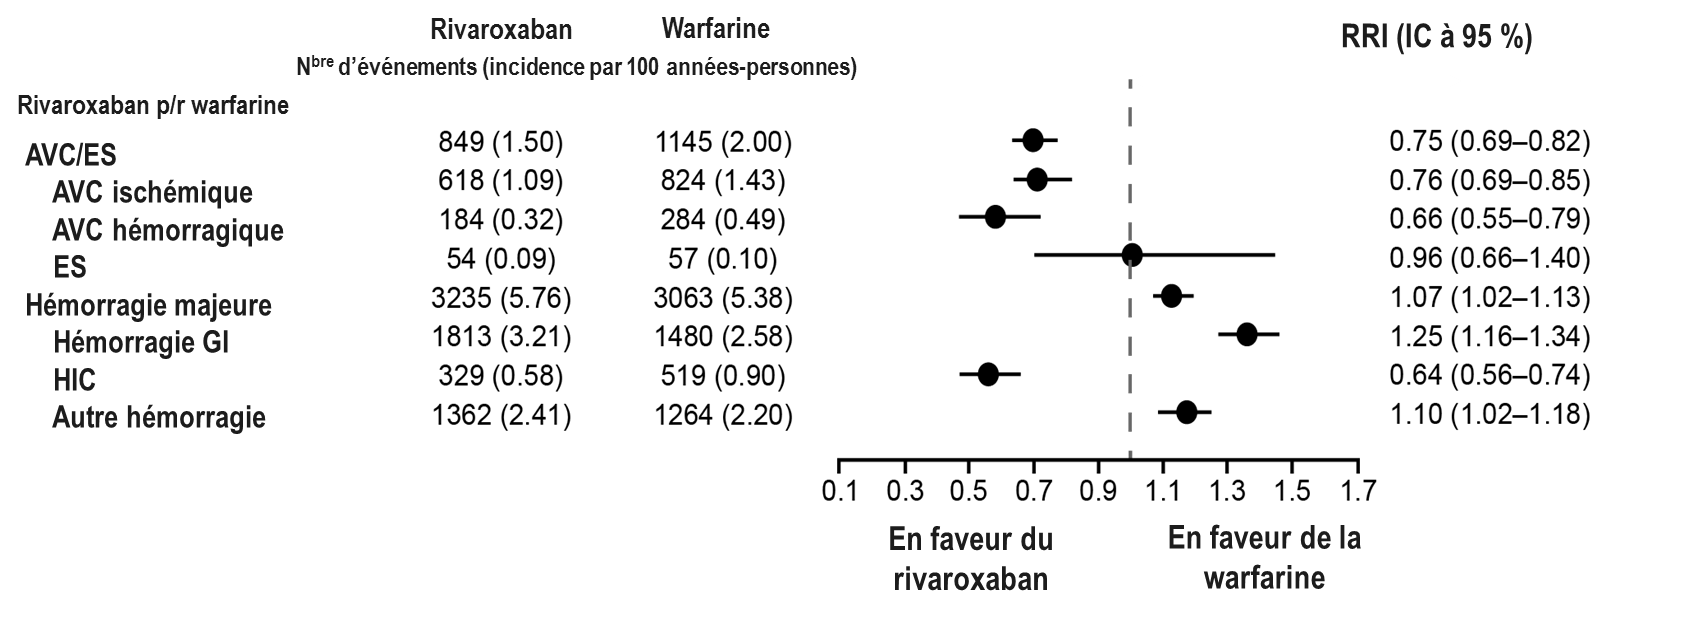 Rivaroxaban Warfarine RRI (IC à 95 %)
Nbre d’événements (incidence par 100 années-personnes)
Rivaroxaban p/r warfarine
AVC/ES 849 (1.50) 1145 (2.00) 0.75 (0.69–0.82)
AVC ischémique 618 (1.09) 824 (1.43) 0.76 (0.69–0.85)
AVC hémorragique 184 (0.32) 284 (0.49) 0.66 (0.55–0.79)
ES 54 (0.09) 57 (0.10) 0.96 (0.66–1.40)
Hémorragie majeure 3235 (5.76) 3063 (5.38) 1.07 (1.02–1.13)
Hémorragie GI 1813 (3.21) 1480 (2.58) 1.25 (1.16–1.34)
HIC 329 (0.58) 519 (0.90) 0.64 (0.56–0.74)
Autre hémorragie 1362 (2.41) 1264 (2.20) 1.10 (1.02–1.18)
0.1 0.3 0.5 0.7 0.9 1.1 1.3 1.5 1.7
En faveur du
rivaroxaban
En faveur de la
warfarine